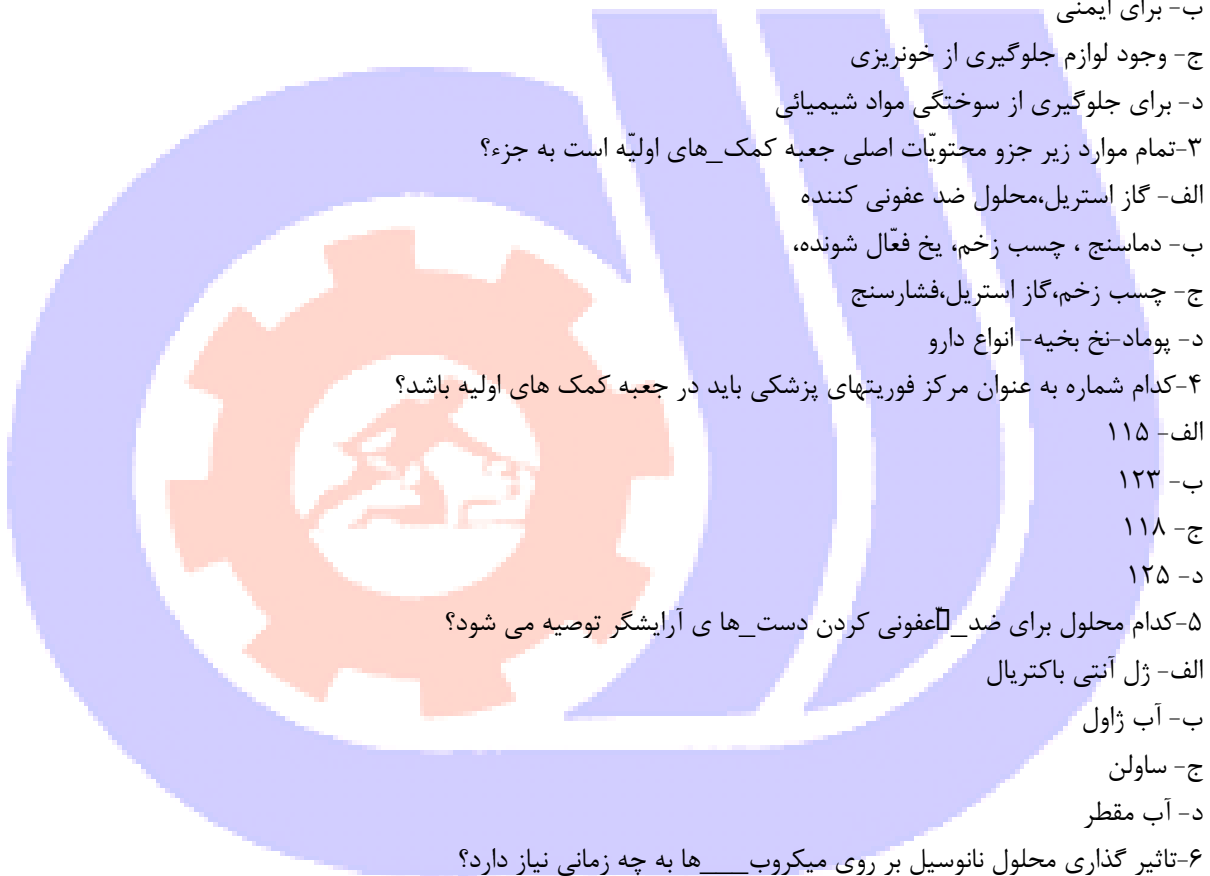 ب- برای ایمنی
ج- وجود لوازم جلوگیری از خونریزی
د- برای جلوگیری از سوختگی مواد شیمیائی
۳-تمام موارد زیر جزو محتویّات اصلی جعبه کمک_های اولیّه است به جزء؟
الف- گاز استریل،محلول ضد عفونی کننده
ب- دماسنج ، چسب زخم، یخ فعّال شونده،
ج- چسب زخم،گاز استریل،فشارسنج
د- پوماد-نخ بخیه- انواع دارو
۴-کدام شماره به عنوان مرکز فوریتهای پزشکی باید در جعبه کمک های اولیه باشد؟
الف- ۱۱۵
ب- ۱۲۳
ج- ۱۱۸
د- ۱۲۵
۵-کدام محلول برای ضد_عفونی کردن دست_ها ی آرایشگر توصیه می شود؟
الف- ژل آنتی باکتریال
ب- آب ژاول
ج- ساولن
د- آب مقطر
۶-تاثیر گذاری محلول نانوسیل بر روی میکروب___ها به چه زمانی نیاز دارد؟